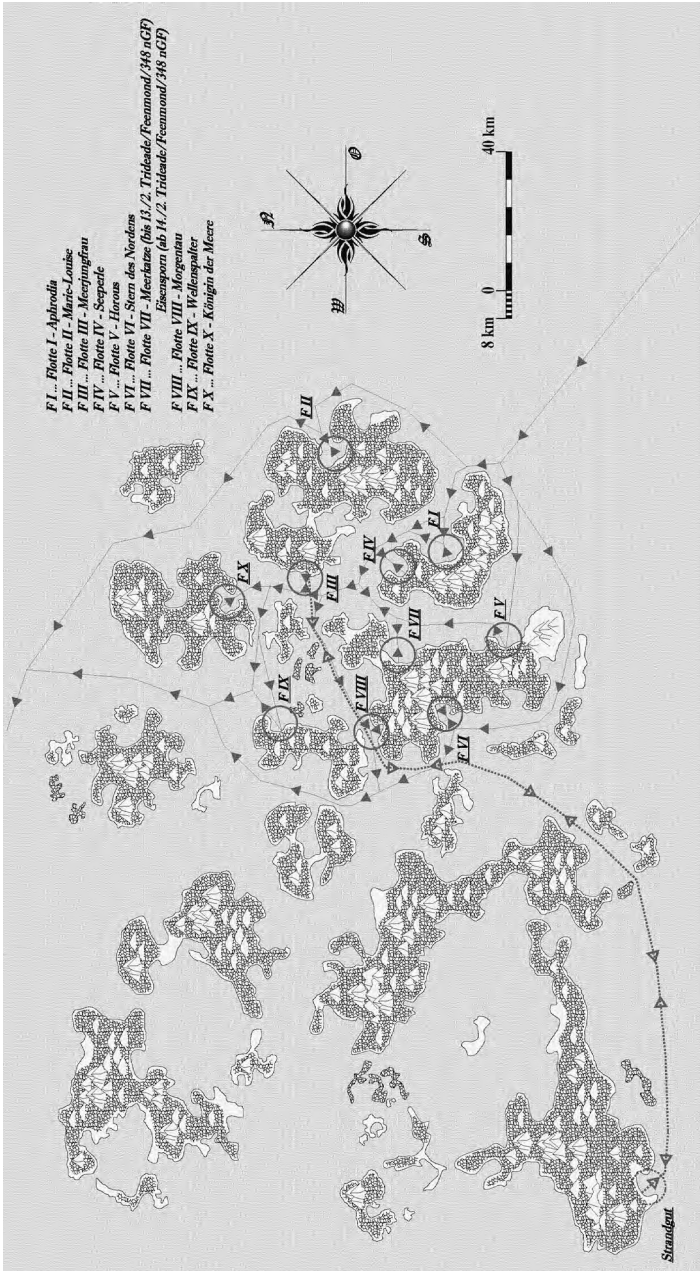 F I ... Flotte I - Aphrodia
F II ... Flotte II - Marie-Louise
F III ... Flotte III - Meerjungfrau
F IV ... Flotte IV - Seeperle
F V ... Flotte V - Horous
F VI ... Flotte VI - Stern des Nordens
F VII ... Flotte VII - Meerkatze (bis 13./2. Trideade/Feenmond/348 nGF)
Eisensporn (ab 14./2. Trideade/Feenmond/348 nGF)
F VIII ... Flotte VIII - Morgentau
F IX ... Flotte IX - Wellenspalter
F X ... Flotte X - Königin der Meere
N
O
S
W
8 km
0
40 km
F II
F X
F III
F IV
F I
F IX
F VII
F V
F VIII
F VI
Strandgut